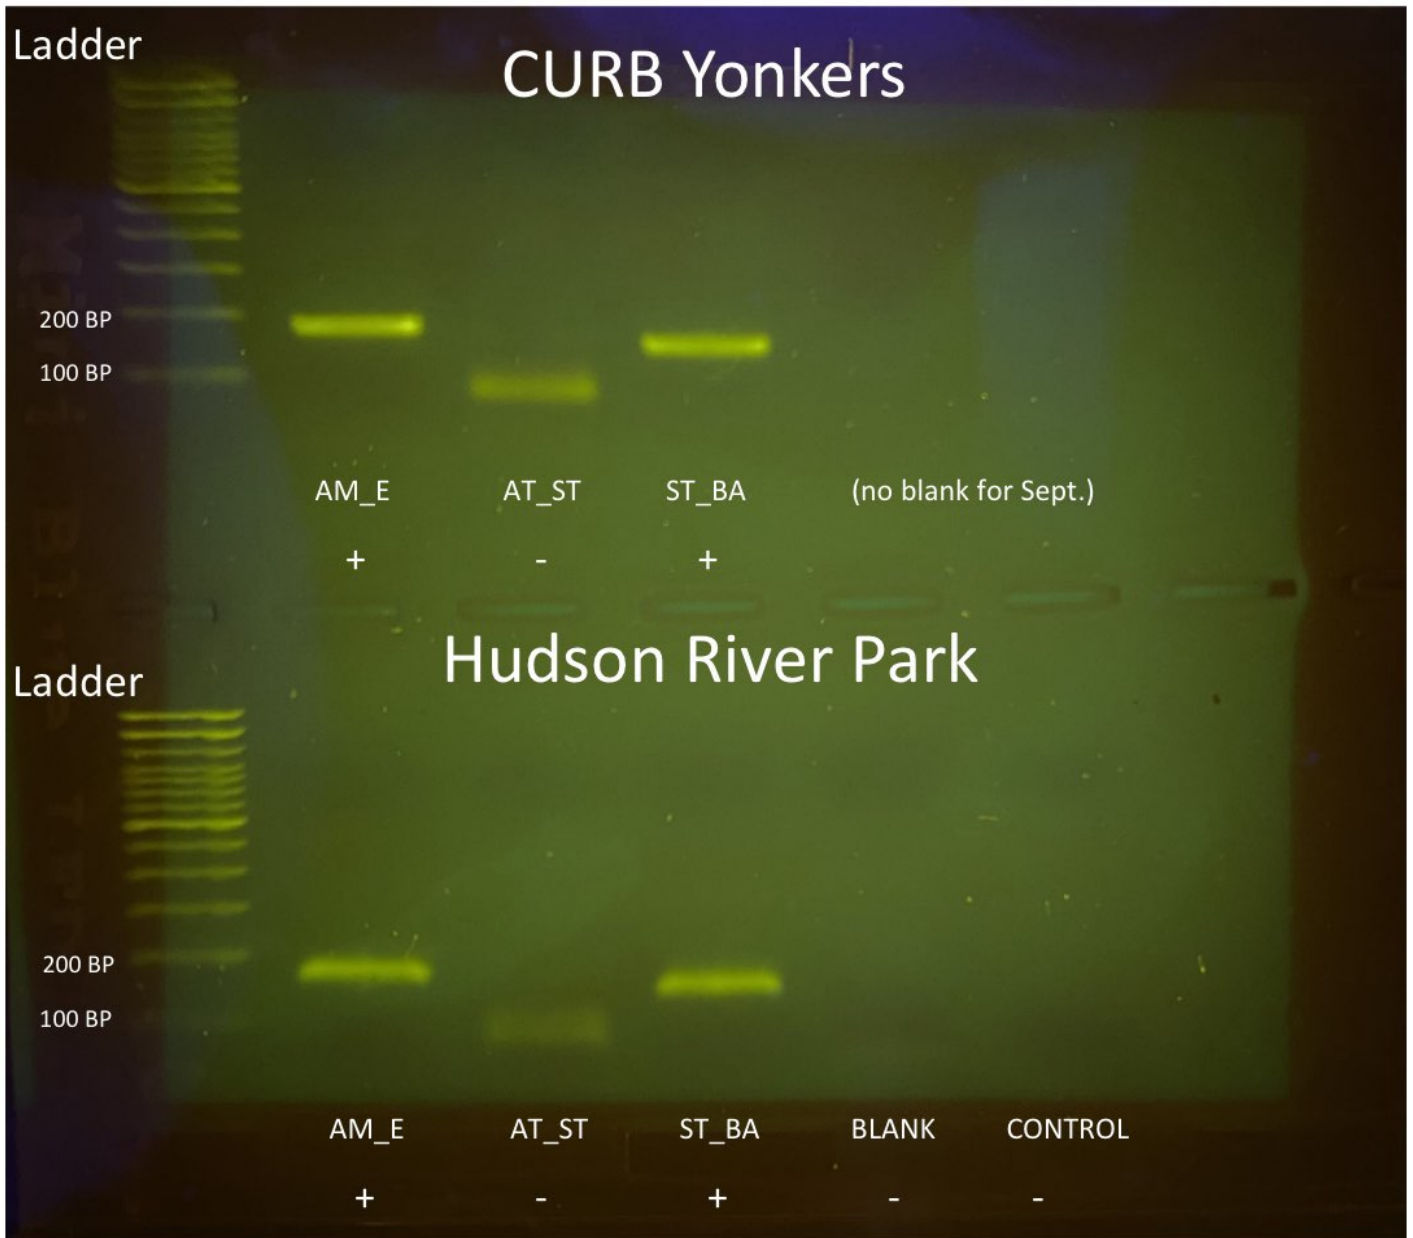 Ladder
CURB Yonkers
200 BP
100 BP
AM_E AT_ST ST_BA (no blank for Sept.)
+ - +
Hudson River Park
Ladder
200 BP
100 BP
AM_E AT_ST ST_BA BLANK CONTROL
+ - + - -